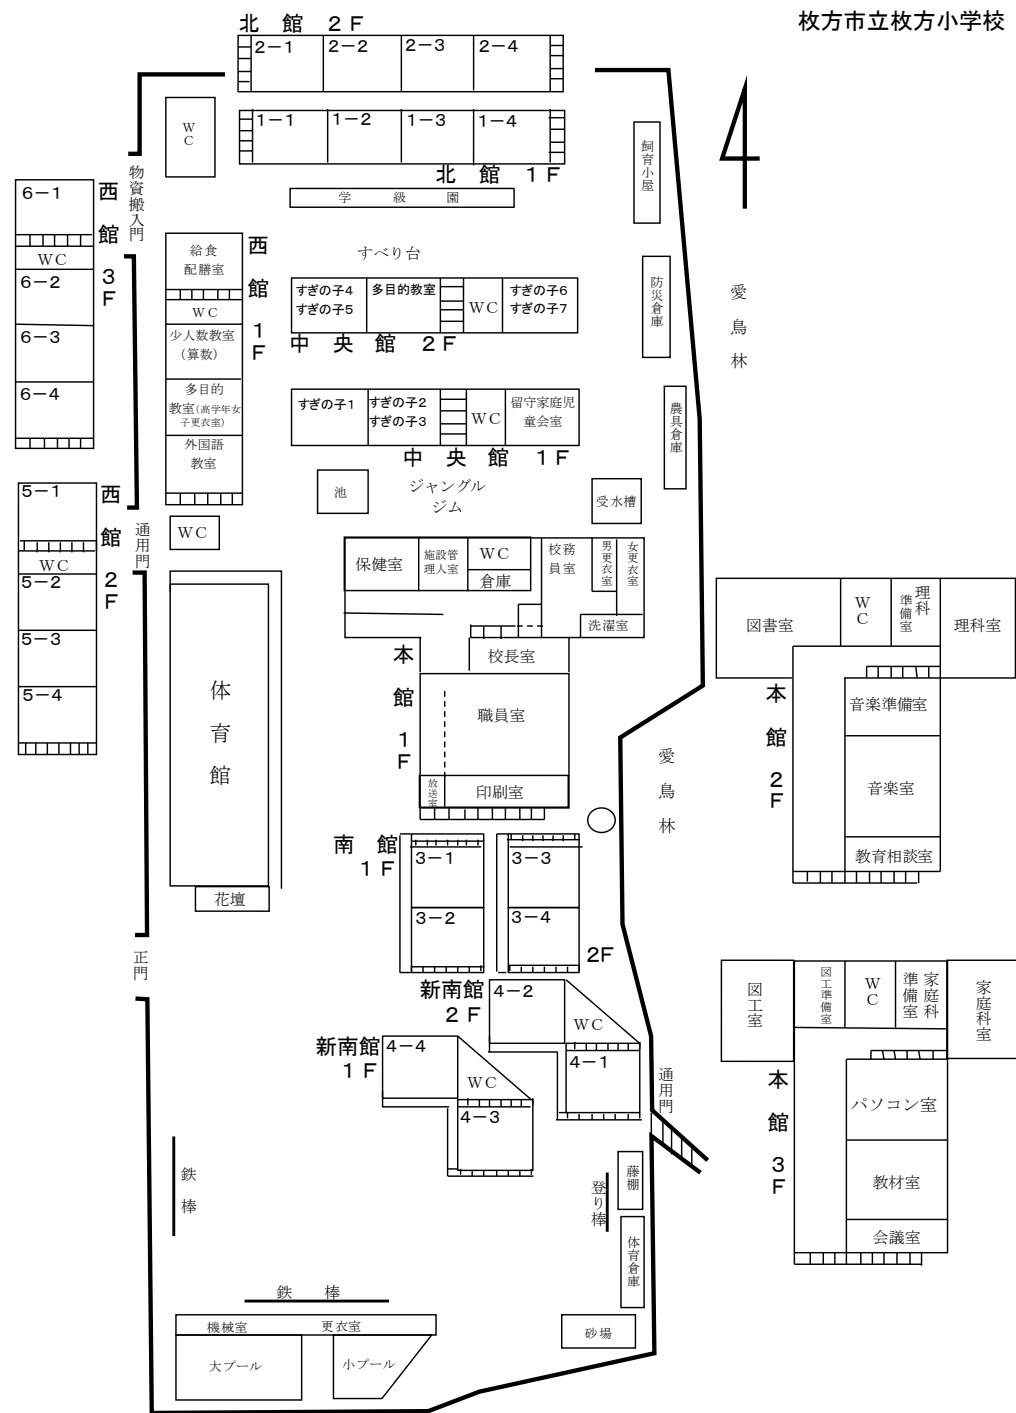 枚方市立枚方小学校
北館 2F
2－1
2－2
2－3
2－4
WC
1－1
1－2
1－3
1－4
北館 1F
学級園
飼育小屋
物資搬入門
西館 3F
6－1
WC
6－2
6－3
6－4
西館 1F
給食
配膳室
WC
少人数教室
（算数）
多目的
教室（高学年女
子更衣室）
外国語
教室
すべり台
すぎの子4
すぎの子5
多目的教室
WC
すぎの子6
すぎの子7
中央館 2F
防災倉庫
愛鳥林
すぎの子1
すぎの子2
すぎの子3
WC
留守家庭児
童会室
中央館 1F
農具倉庫
池
ジャングル
ジム
受水槽
西館 2F
5－1
WC
5－2
5－3
5－4
通用門
WC
保健室
施設管
理人室
WC
倉庫
校務
員室
男更衣室
女更衣室
洗濯室
本館 1F
校長室
職員室
放送室
印刷室
体育館
花壇
愛鳥林
図書室
WC
理科
準備室
理科室
本館 2F
音楽準備室
音楽室
教育相談室
南館
1F
3－1
3－2
3－3
3－4
2F
正門
新南館
2F
4－2
WC
4－1
新南館
1F
4－4
WC
4－3
通用門
図工室
図工準備室
WC
家庭科
準備室
家庭科室
本館 3F
パソコン室
教材室
会議室
鉄棒
登り棒
藤棚
体育倉庫
鉄棒
機械室
更衣室
大プール
小プール
砂場